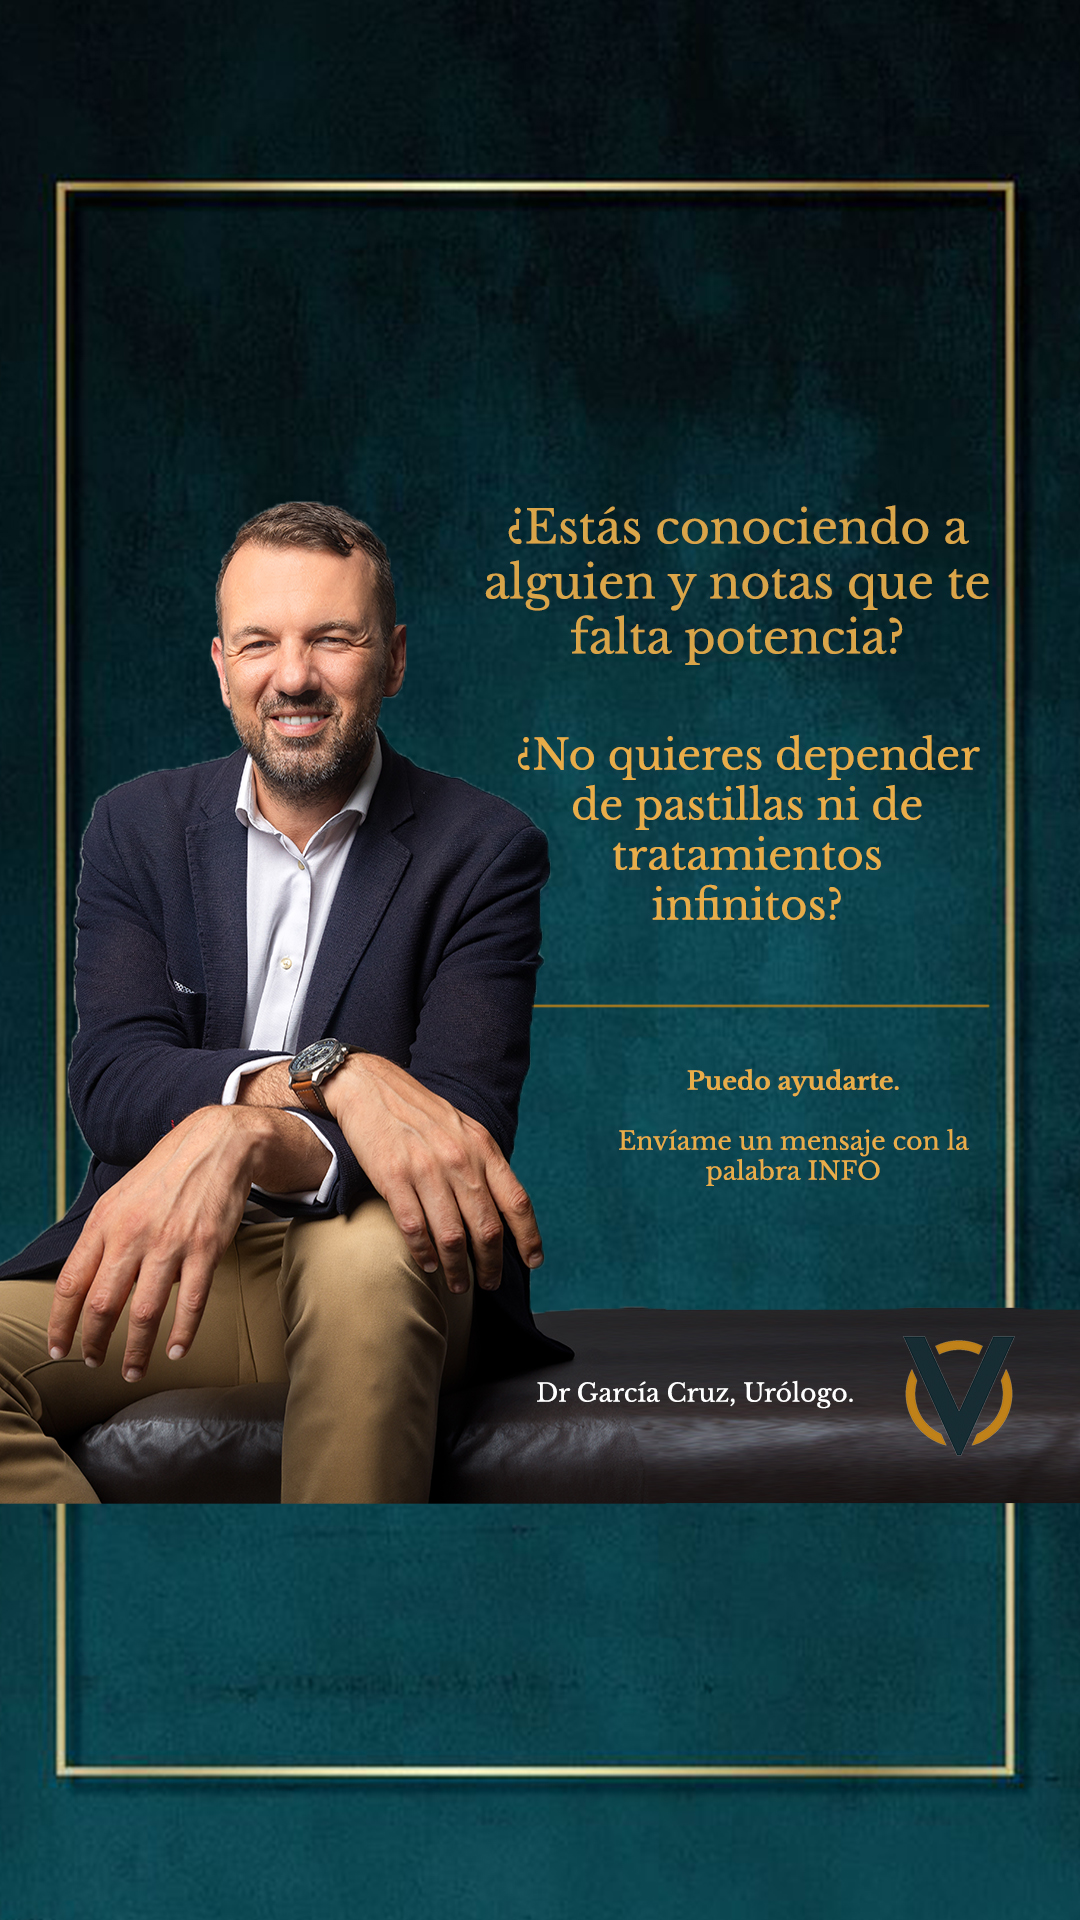 ¿Estás conociendo a
alguien y notas que te
falta potencia?
¿No quieres depender
de pastillas ni de
tratamientos
infinitos?
Puedo ayudarte.
Envíame un mensaje con la
palabra INFO
Dr García Cruz, Urólogo.
V